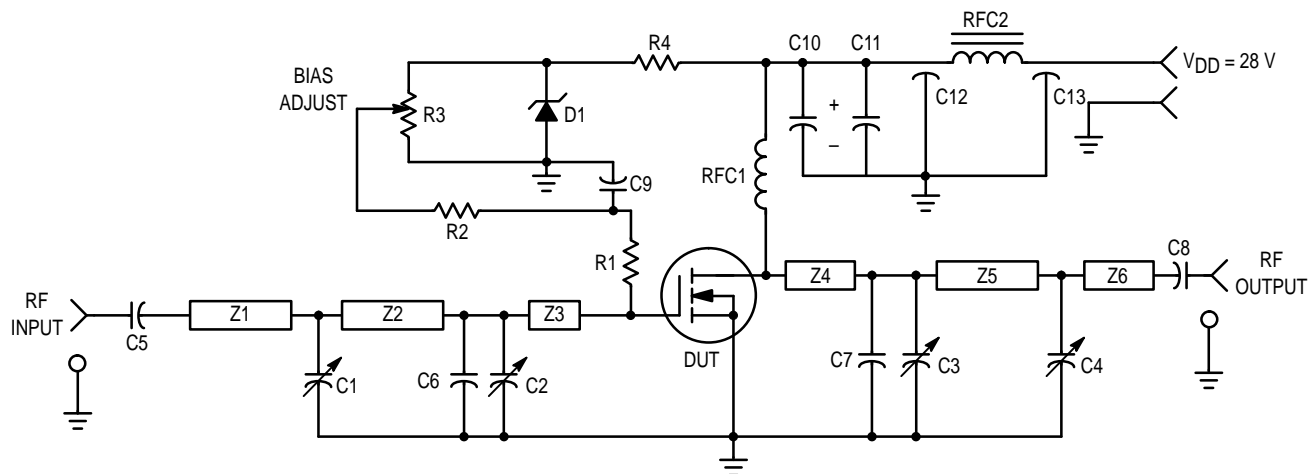 RFC2
R4
C10
C11
V_DD = 28 V
BIAS
ADJUST
R3
D1
+
–
C12
C13
C9
RFC1
R2
R1
C8
RF
OUTPUT
Z4
Z5
Z6
RF
INPUT
C5
Z1
Z2
Z3
DUT
C1
C6
C2
C7
C3
C4